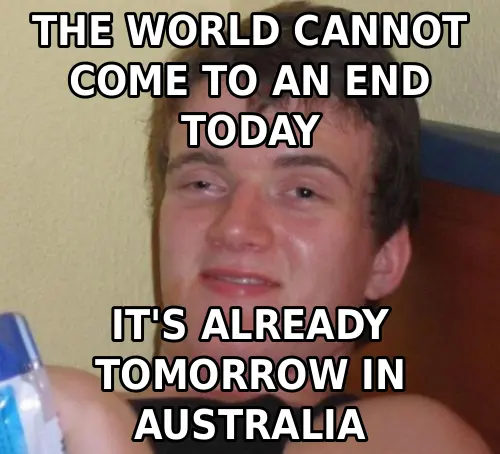 THE WORLD CANNOT
COME TO AN END
TODAY
IT'S ALREADY
TOMORROW IN
AUSTRALIA